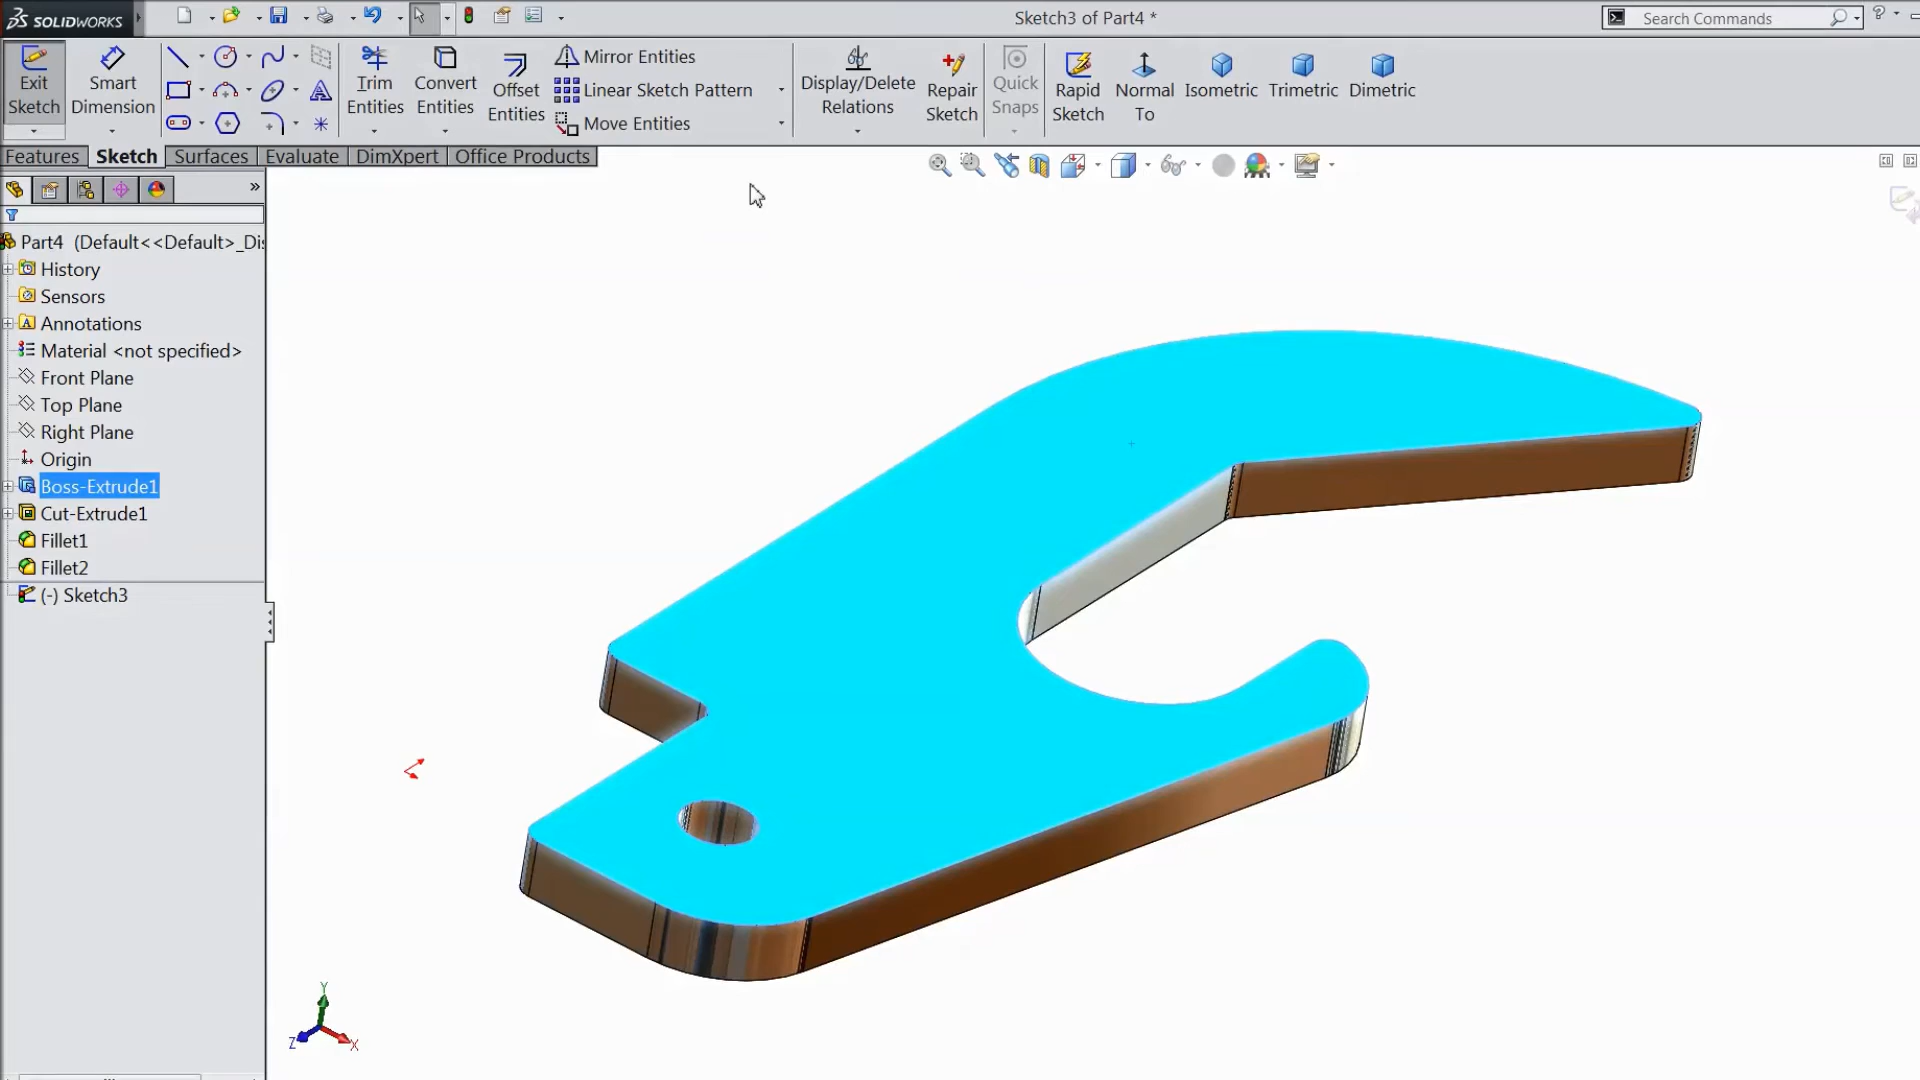 SOLIDWORKS
Sketch3 of Part4 *
Search Commands
?
Exit Sketch
Smart Dimension
Trim Entities
Convert Entities
Offset Entities
Mirror Entities
Linear Sketch Pattern
Move Entities
Display/Delete Relations
Repair Sketch
Quick Snaps
Rapid Sketch
Normal To
Isometric
Trimetric
Dimetric
Features
Sketch
Surfaces
Evaluate
DimXpert
Office Products
»
Part4 (Default<<Default>_Dis
History
Sensors
A Annotations
Material <not specified>
Front Plane
Top Plane
Right Plane
Origin
Boss-Extrude1
Cut-Extrude1
Fillet1
Fillet2
(-) Sketch3
Y
Z
X